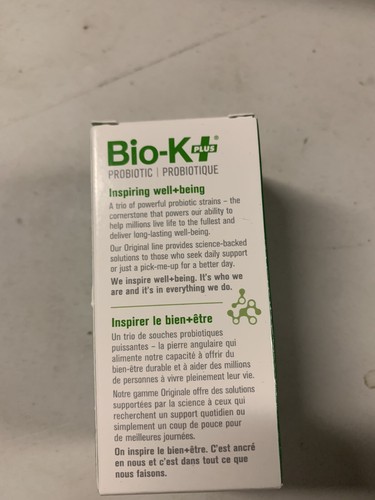 Bio-K PLUS®
PROBIOTIC | PROBIOTIQUE
Inspiring well+being
A trio of powerful probiotic strains – the
cornerstone that powers our ability to
help millions live life to the fullest and
deliver long-lasting well-being.
Our Original line provides science-backed
solutions to those who seek daily support
or just a pick-me-up for a better day.
We inspire well+being. It's who we
are and it's in everything we do.
Inspirer le bien+être
Un trio de souches probiotiques
puissantes – la pierre angulaire qui
alimente notre capacité à offrir du
bien-être durable et à aider des millions
de personnes à vivre pleinement leur vie.
Notre gamme Originale offre des solutions
supportées par la science à ceux qui
recherchent un support quotidien ou
simplement un coup de pouce pour
de meilleures journées.
On inspire le bien+être. C'est ancré
en nous et c'est dans tout ce que
nous faisons.